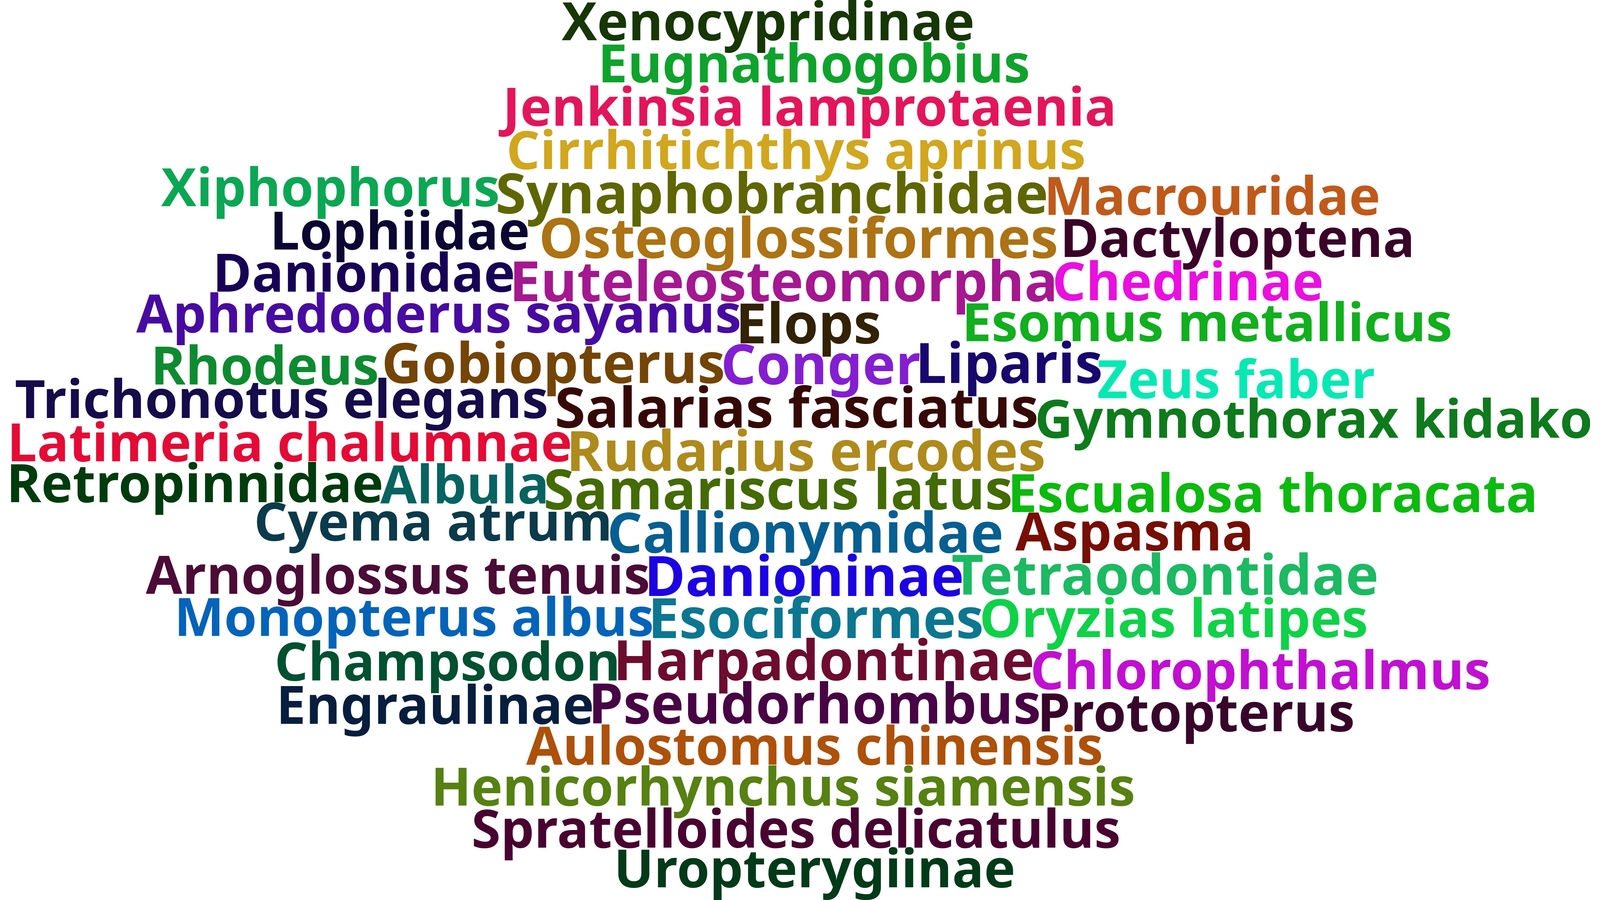 Xenocypridinae
Eugnathogobius
Jenkinsia lamprotaenia
Cirrhitichthys aprinus
Xiphophorus Synaphobranchidae Macrouridae
Lophiidae Osteoglossiformes Dactyloptena
Danionidae Euteleosteomorpha Chedrinae
Aphredoderus sayanus Elops Esomus metallicus
Rhodeus Gobiopterus Conger Liparis Zeus faber
Trichonotus elegans Salarias fasciatus Gymnothorax kidako
Latimeria chalumnae Rudarius ercodes
Retropinnidae Albula Samariscus latus Escualosa thoracata
Cyema atrum Callionymidae Aspasma
Arnoglossus tenuis Danioninae Tetraodontidae
Monopterus albus Esociformes Oryzias latipes
Champsodon Harpadontinae Chlorophthalmus
Engraulinae Pseudorhombus Protopterus
Aulostomus chinensis
Henicorhynchus siamensis
Spratelloides delicatulus
Uropterygiinae